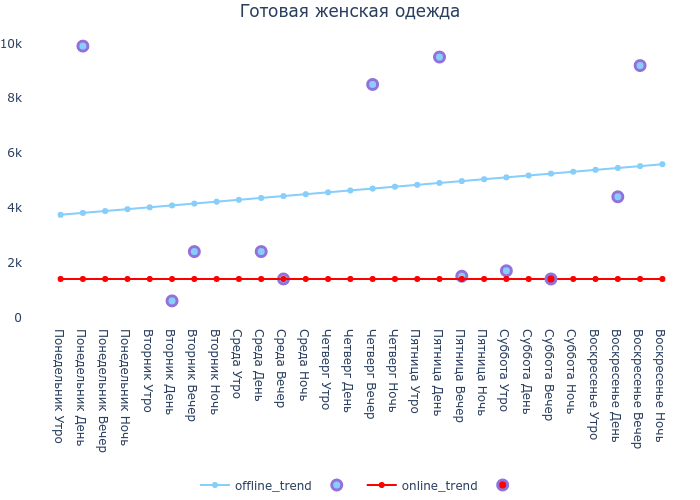 Готовая женская одежда
10k
8k
6k
4k
2k
0
Понедельник Утро
Понедельник День
Понедельник Вечер
Понедельник Ночь
Вторник Утро
Вторник День
Вторник Вечер
Вторник Ночь
Среда Утро
Среда День
Среда Вечер
Среда Ночь
Четверг Утро
Четверг День
Четверг Вечер
Четверг Ночь
Пятница Утро
Пятница День
Пятница Вечер
Пятница Ночь
Суббота Утро
Суббота День
Суббота Вечер
Суббота Ночь
Воскресенье Утро
Воскресенье День
Воскресенье Вечер
Воскресенье Ночь
offline_trend
online_trend